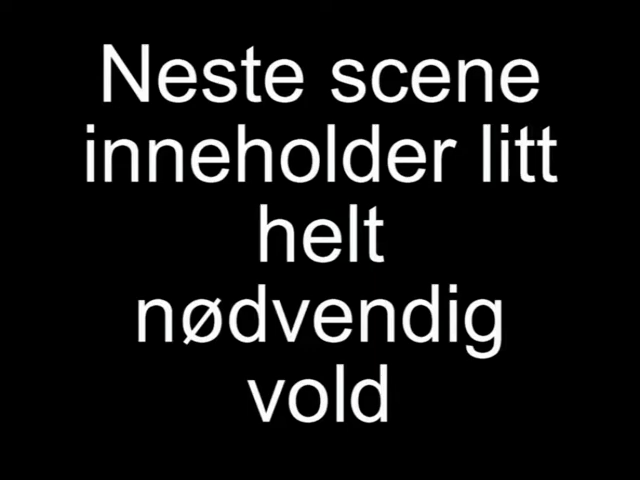 Neste scene
inneholder litt
helt
nødvendig
vold